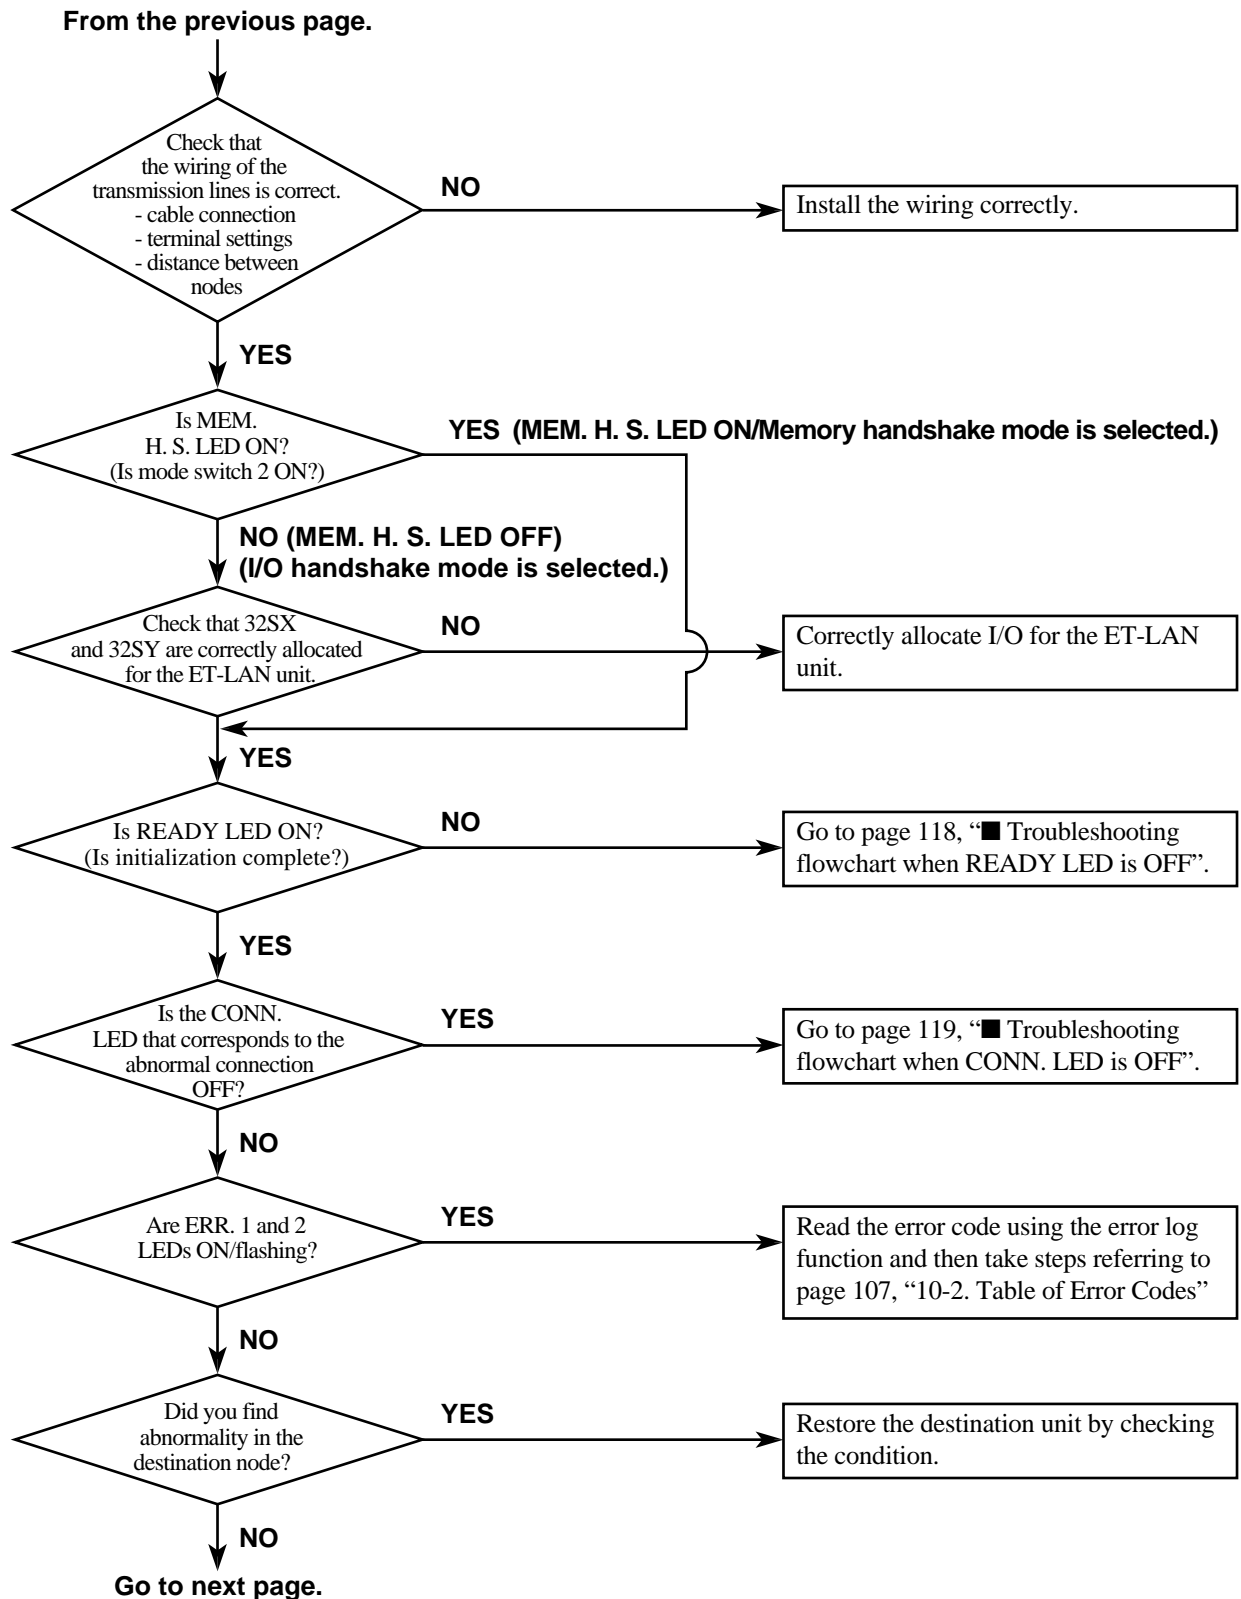 From the previous page.
Check that
the wiring of the
transmission lines is correct.
- cable connection
- terminal settings
- distance between
nodes
NO
Install the wiring correctly.
YES
Is MEM.
H. S. LED ON?
(Is mode switch 2 ON?)
YES (MEM. H. S. LED ON/Memory handshake mode is selected.)
NO (MEM. H. S. LED OFF)
(I/O handshake mode is selected.)
Check that 32SX
and 32SY are correctly allocated
for the ET-LAN unit.
NO
Correctly allocate I/O for the ET-LAN
unit.
YES
Is READY LED ON?
(Is initialization complete?)
NO
Go to page 118, “■ Troubleshooting
flowchart when READY LED is OFF”.
YES
Is the CONN.
LED that corresponds to the
abnormal connection
OFF?
YES
Go to page 119, “■ Troubleshooting
flowchart when CONN. LED is OFF”.
NO
Are ERR. 1 and 2
LEDs ON/flashing?
YES
Read the error code using the error log
function and then take steps referring to
page 107, “10-2. Table of Error Codes”
NO
Did you find
abnormality in the
destination node?
YES
Restore the destination unit by checking
the condition.
NO
Go to next page.